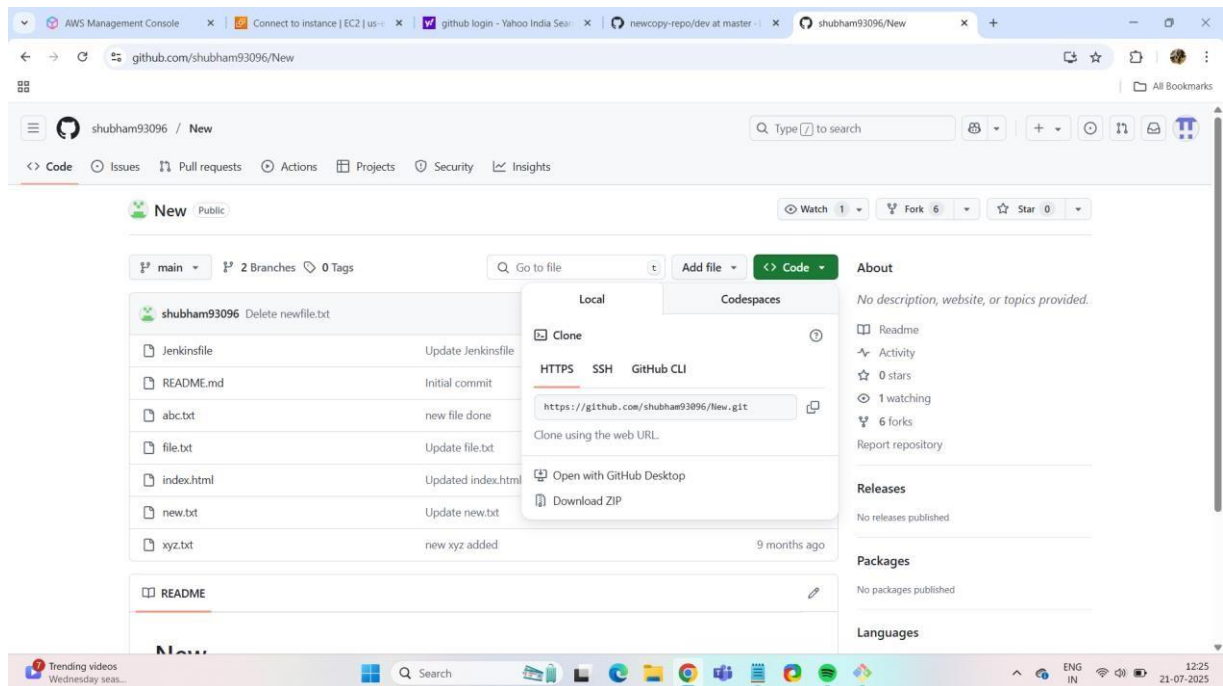 AWS Management Console
Connect to instance | EC2 | us-e
github login - Yahoo India Sear
newcopy-repo/dev at master ·
shubham93096/New
github.com/shubham93096/New
All Bookmarks
shubham93096 / New
Type / to search
Code Issues Pull requests Actions Projects Security Insights
New Public
Watch 1 Fork 6 Star 0
main 2 Branches 0 Tags
Go to file t
Add file
Code
About
Local Codespaces
No description, website, or topics provided.
shubham93096 Delete newfile.txt
Clone
Readme
Jenkinsfile Update Jenkinsfile
HTTPS SSH GitHub CLI
Activity
0 stars
README.md Initial commit
https://github.com/shubham93096/New.git
1 watching
abc.txt new file done
6 forks
Clone using the web URL.
Report repository
file.txt Update file.txt
Open with GitHub Desktop
index.html Updated index.html
Releases
Download ZIP
new.txt Update new.txt
No releases published
xyz.txt new xyz added 9 months ago
Packages
No packages published
README
Languages
New
7
Trending videos
Wednesday seas...
Search
ENG
IN
12:25
21-07-2025